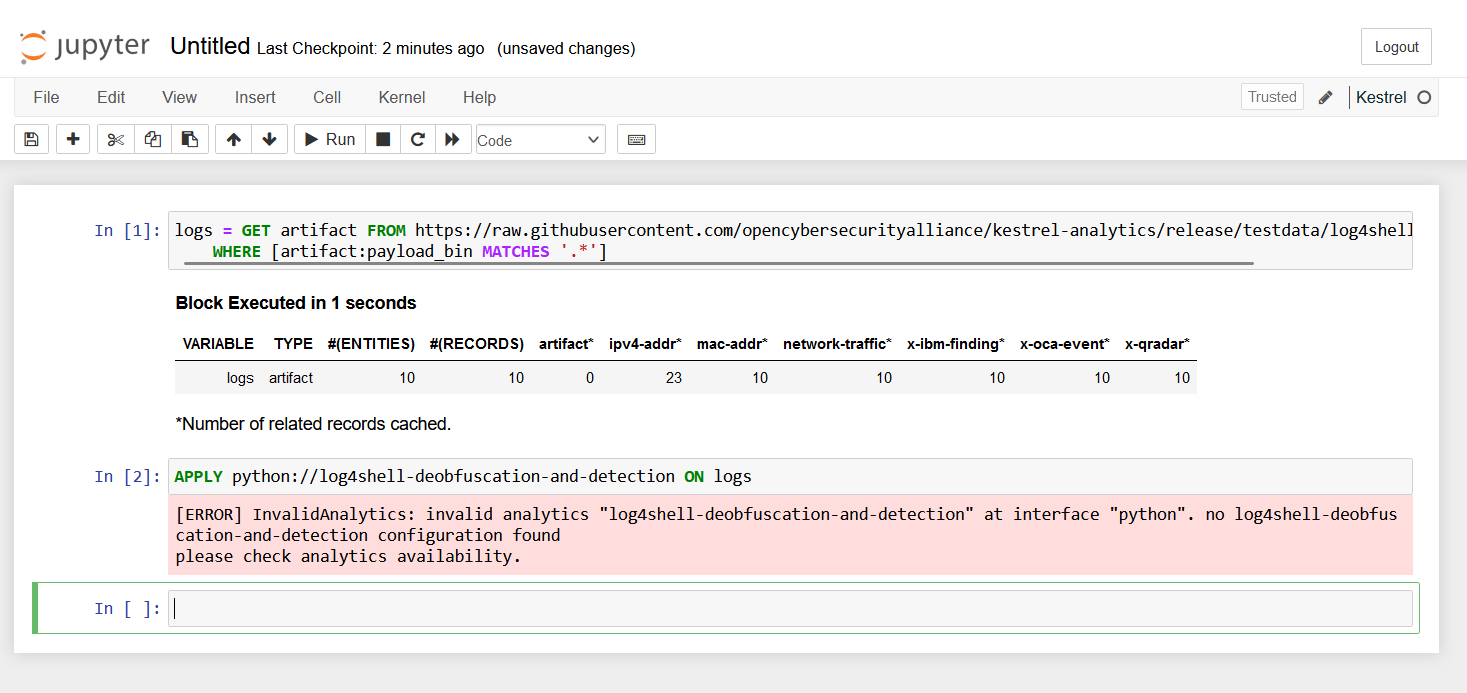 jupyter Untitled Last Checkpoint: 2 minutes ago (unsaved changes) Logout
File Edit View Insert Cell Kernel Help Trusted Kestrel
Run Code
In [1]: logs = GET artifact FROM https://raw.githubusercontent.com/opencybersecurityalliance/kestrel-analytics/release/testdata/log4shell
WHERE [artifact:payload_bin MATCHES '.*']
Block Executed in 1 seconds
VARIABLE TYPE #(ENTITIES) #(RECORDS) artifact* ipv4-addr* mac-addr* network-traffic* x-ibm-finding* x-oca-event* x-qradar*
logs artifact 10 10 0 23 10 10 10 10 10
*Number of related records cached.
In [2]: APPLY python://log4shell-deobfuscation-and-detection ON logs
[ERROR] InvalidAnalytics: invalid analytics "log4shell-deobfuscation-and-detection" at interface "python". no log4shell-deobfus
cation-and-detection configuration found
please check analytics availability.
In [ ]: